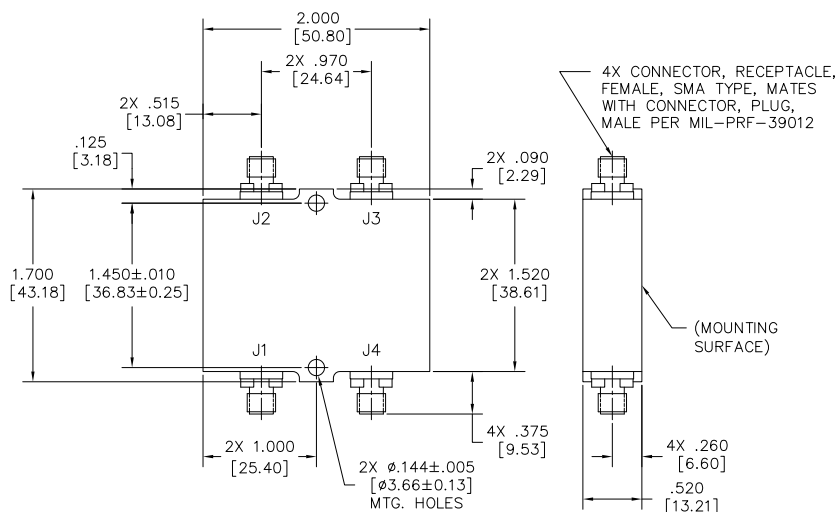 2.000
[50.80]
2X .970
[24.64]
4X CONNECTOR, RECEPTACLE,
FEMALE, SMA TYPE, MATES
WITH CONNECTOR, PLUG,
MALE PER MIL-PRF-39012
2X .515
[13.08]
.125
[3.18]
2X .090
[2.29]
J2
J3
1.700
[43.18]
1.450±.010
[36.83±0.25]
2X 1.520
[38.61]
(MOUNTING
SURFACE)
J1
J4
4X .375
[9.53]
2X 1.000
[25.40]
2X ø.144±.005
[ø3.66±0.13]
MTG. HOLES
4X .260
[6.60]
.520
[13.21]